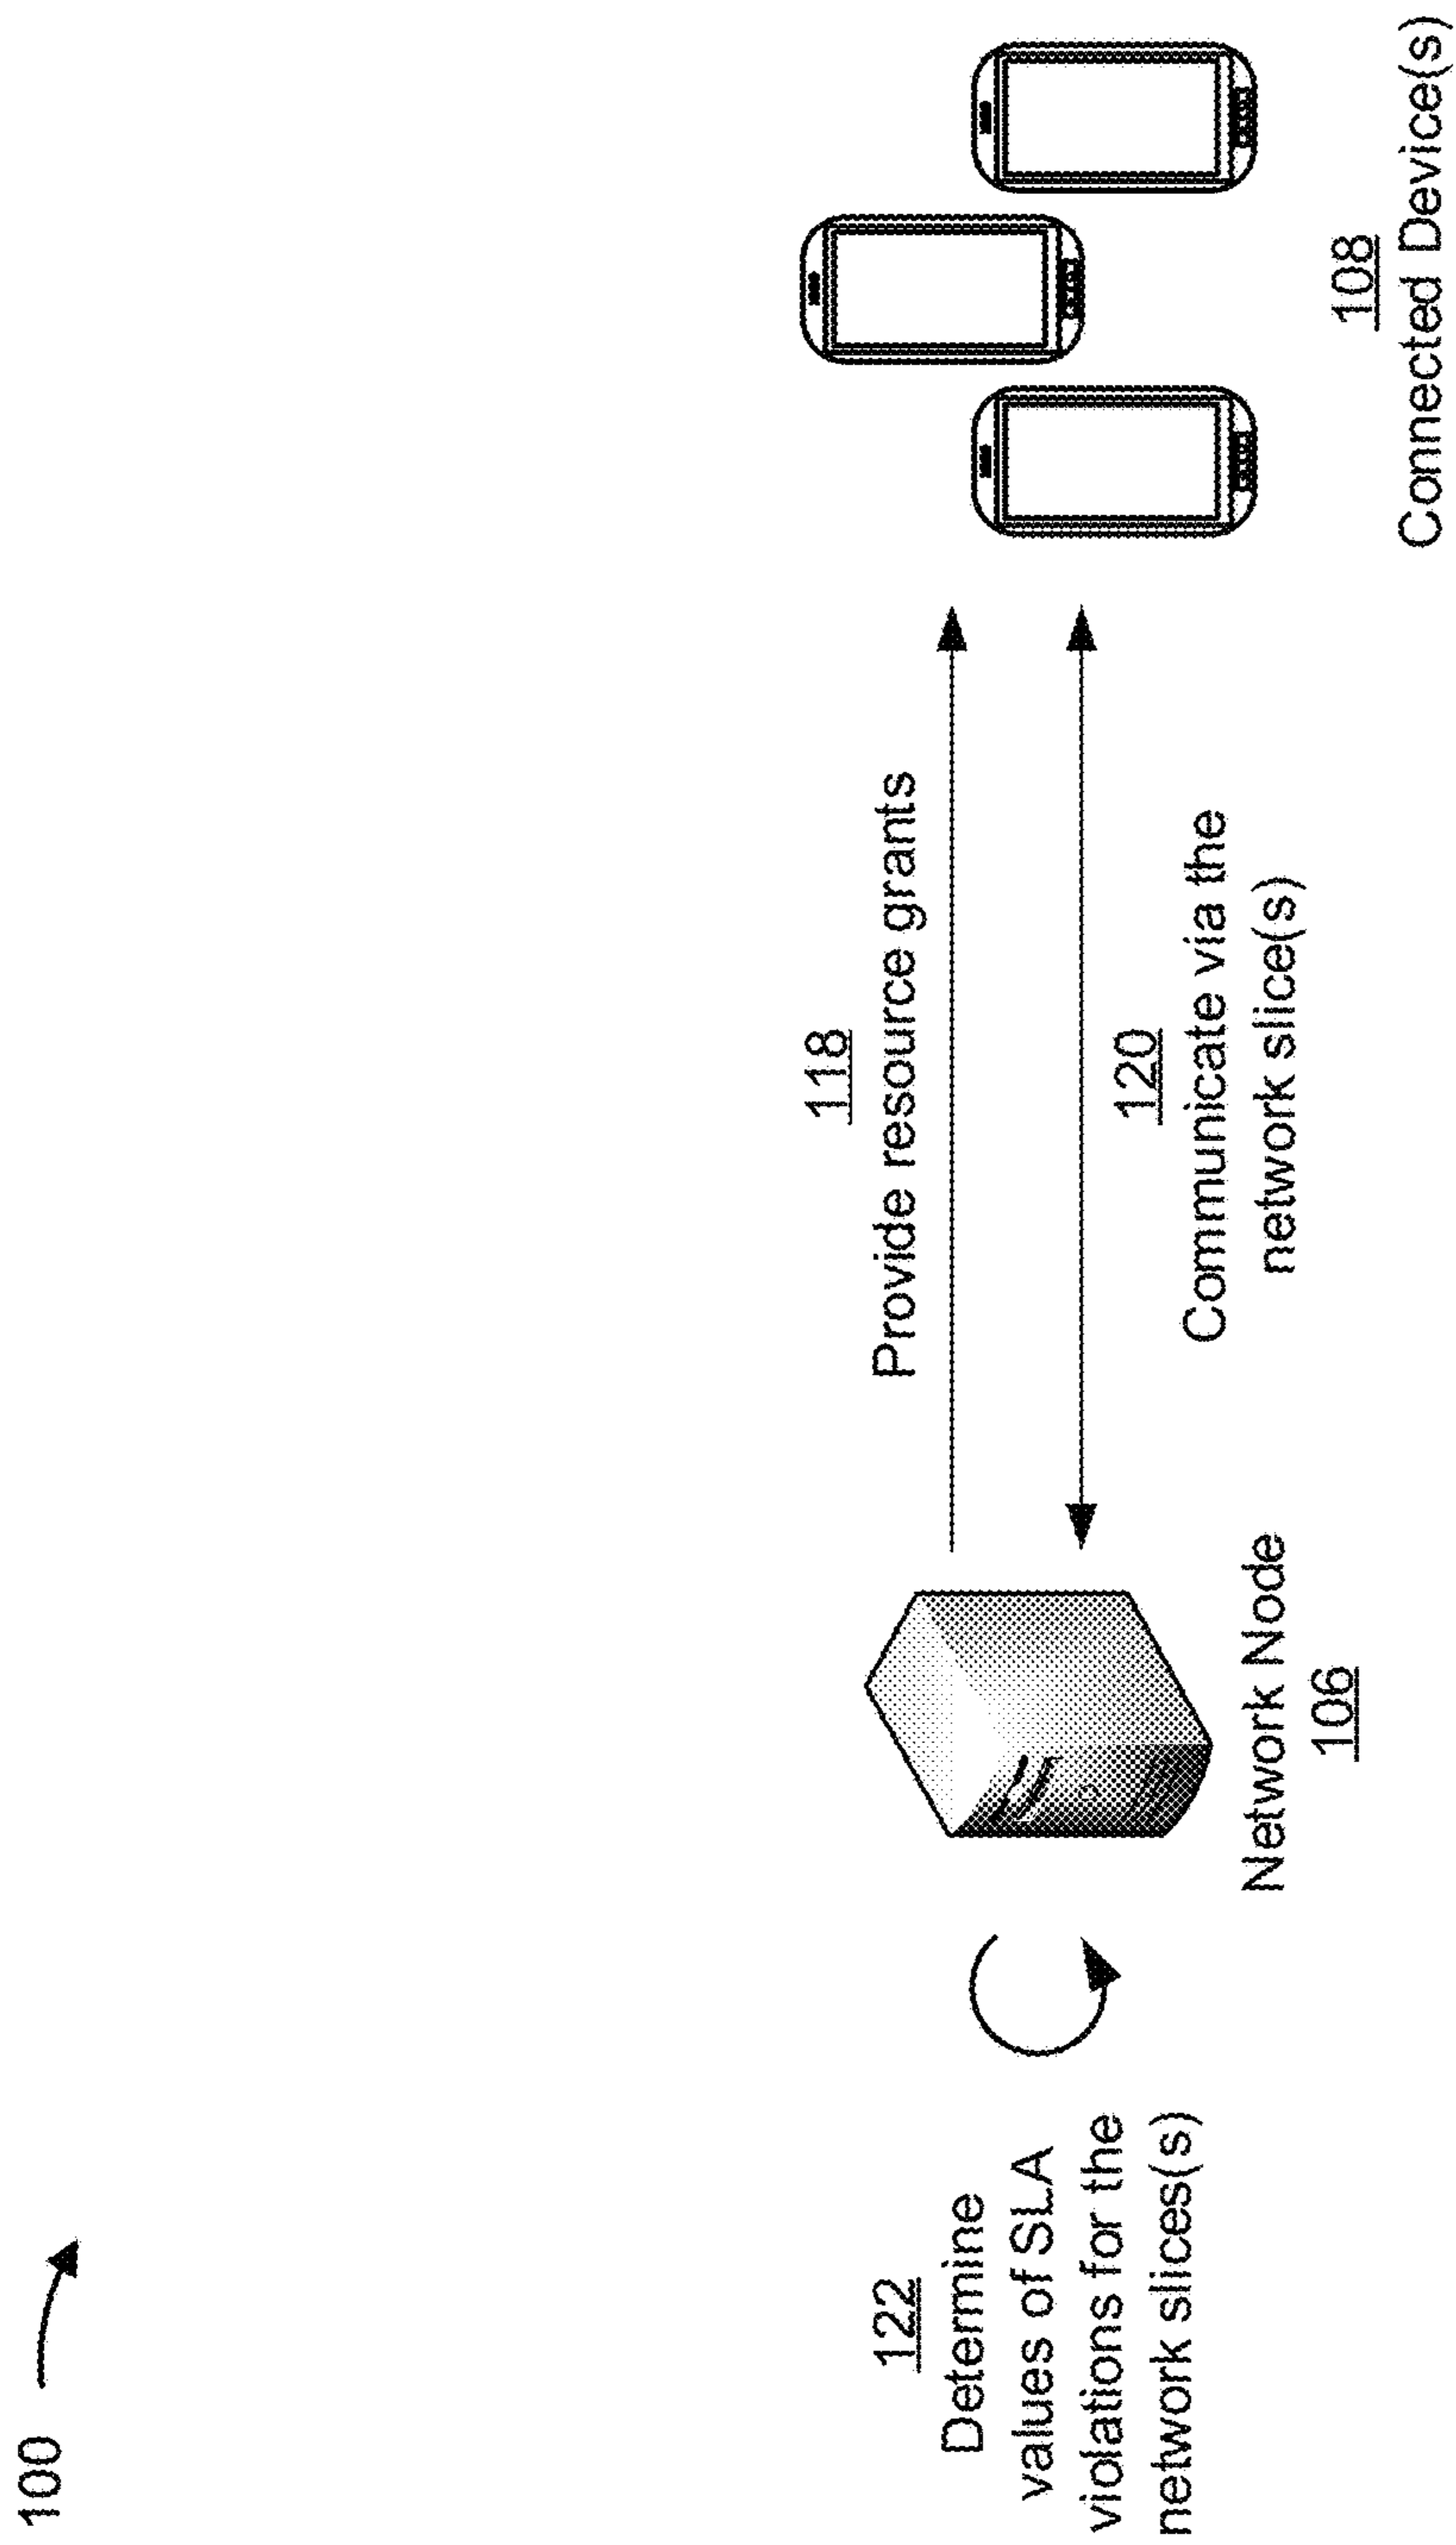 100
118
Provide resource grants
120
Communicate via the
network slice(s)
122
Determine
values of SLA
violations for the
network slices(s)
Network Node
106
108
Connected Device(s)